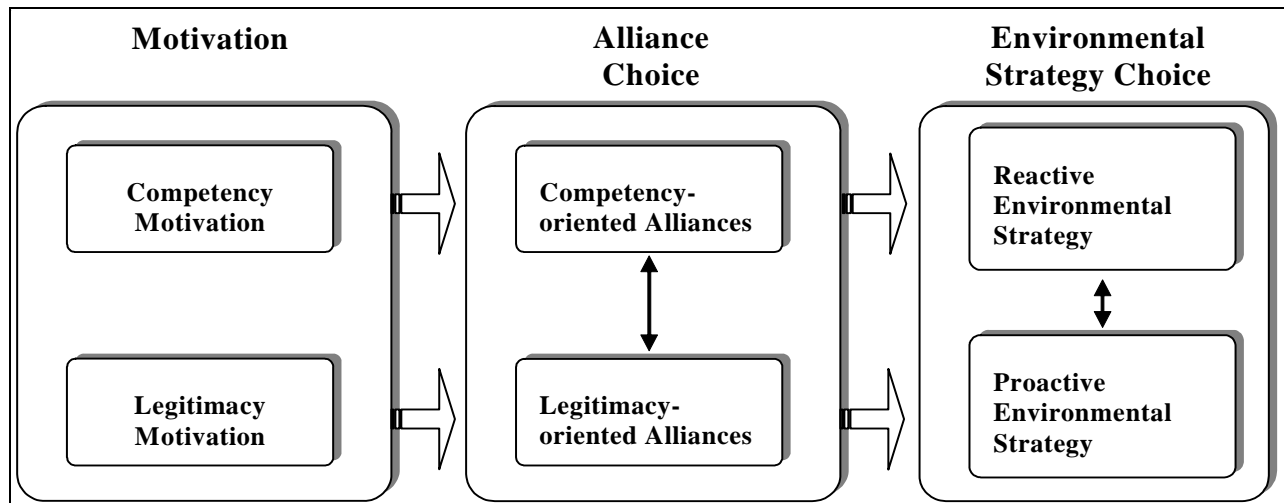 Motivation
Alliance
Choice
Environmental
Strategy Choice
Competency
Motivation
Competency-
oriented Alliances
Reactive
Environmental
Strategy
Legitimacy
Motivation
Legitimacy-
oriented Alliances
Proactive
Environmental
Strategy